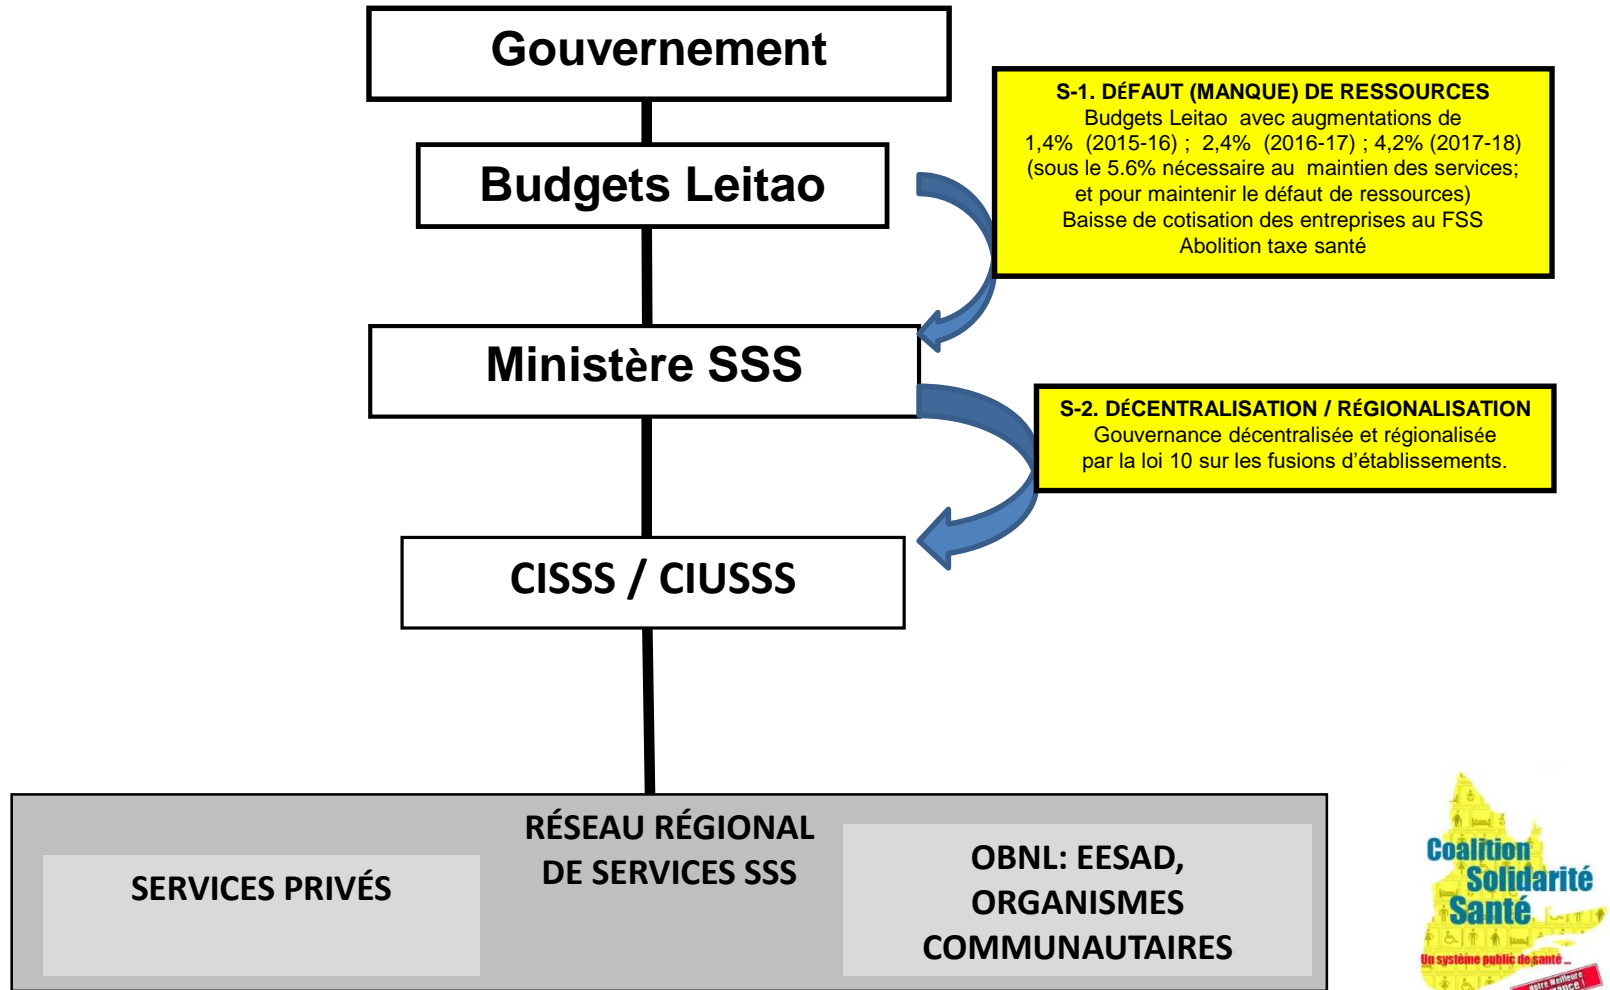 Gouvernement
Budgets Leitao
S-1. DÉFAUT (MANQUE) DE RESSOURCES
Budgets Leitao avec augmentations de
1,4% (2015-16) ; 2,4% (2016-17) ; 4,2% (2017-18)
(sous le 5.6% nécessaire au maintien des services;
et pour maintenir le défaut de ressources)
Baisse de cotisation des entreprises au FSS
Abolition taxe santé
Ministère SSS
S-2. DÉCENTRALISATION / RÉGIONALISATION
Gouvernance décentralisée et régionalisée
par la loi 10 sur les fusions d'établissements.
CISSS / CIUSSS
RÉSEAU RÉGIONAL
DE SERVICES SSS
SERVICES PRIVÉS
OBNL: EESAD,
ORGANISMES
COMMUNAUTAIRES
Coalition
Solidarité
Santé
Un système public de santé ...
notre Meilleure